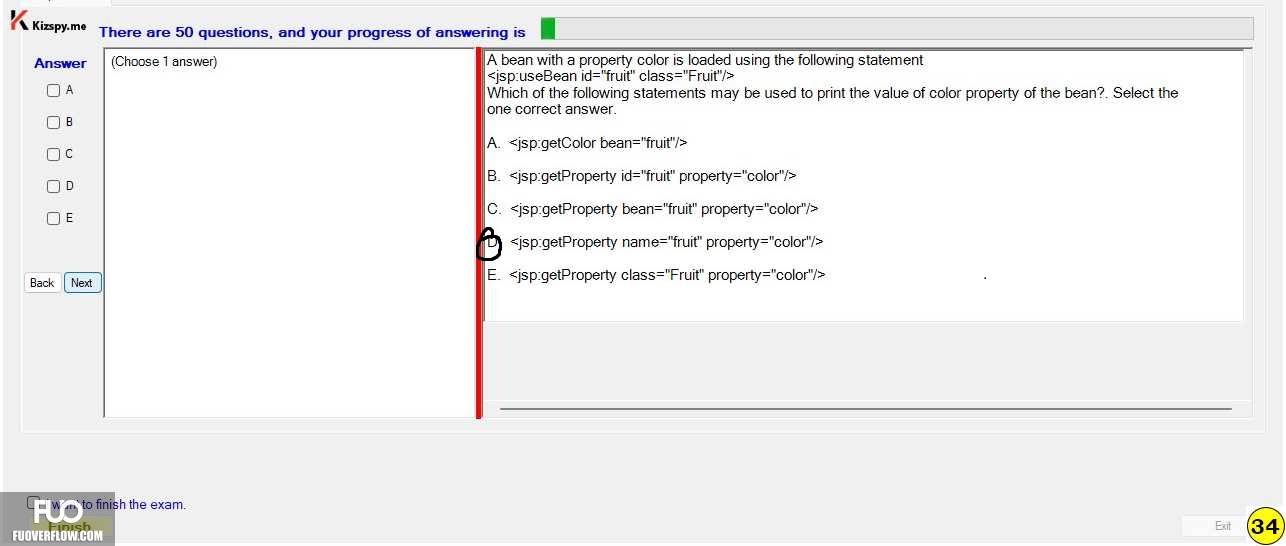 Kizspy.me
There are 50 questions, and your progress of answering is
Answer
A
B
C
D
E
Back
Next
(Choose 1 answer)
A bean with a property color is loaded using the following statement
<jsp:useBean id="fruit" class="Fruit"/>
Which of the following statements may be used to print the value of color property of the bean?. Select the
one correct answer.
A. <jsp:getColor bean="fruit"/>
B. <jsp:getProperty id="fruit" property="color"/>
C. <jsp:getProperty bean="fruit" property="color"/>
D. <jsp:getProperty name="fruit" property="color"/>
E. <jsp:getProperty class="Fruit" property="color"/>
I want to finish the exam.
Finish
FUO
FUOVERFLOW.COM
Exit
34